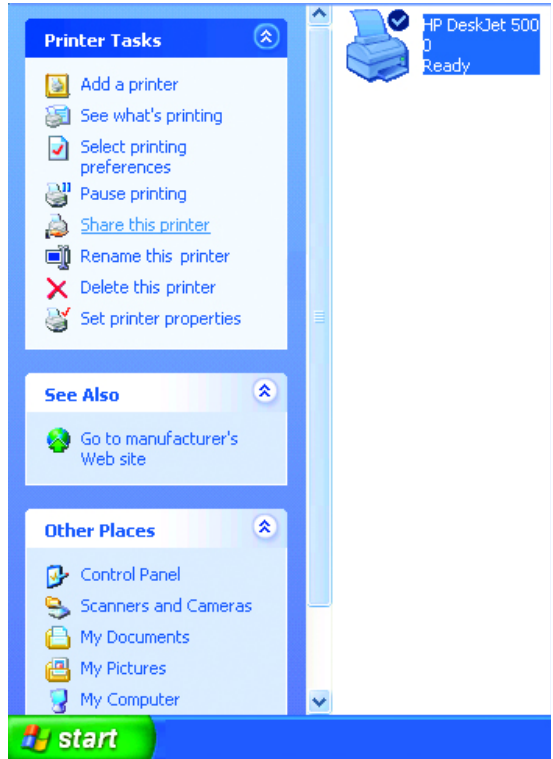 Printer Tasks
Add a printer
See what's printing
Select printing
preferences
Pause printing
Share this printer
Rename this printer
Delete this printer
Set printer properties
See Also
Go to manufacturer's
Web site
Other Places
Control Panel
Scanners and Cameras
My Documents
My Pictures
My Computer
HP DeskJet 500
0
Ready
start